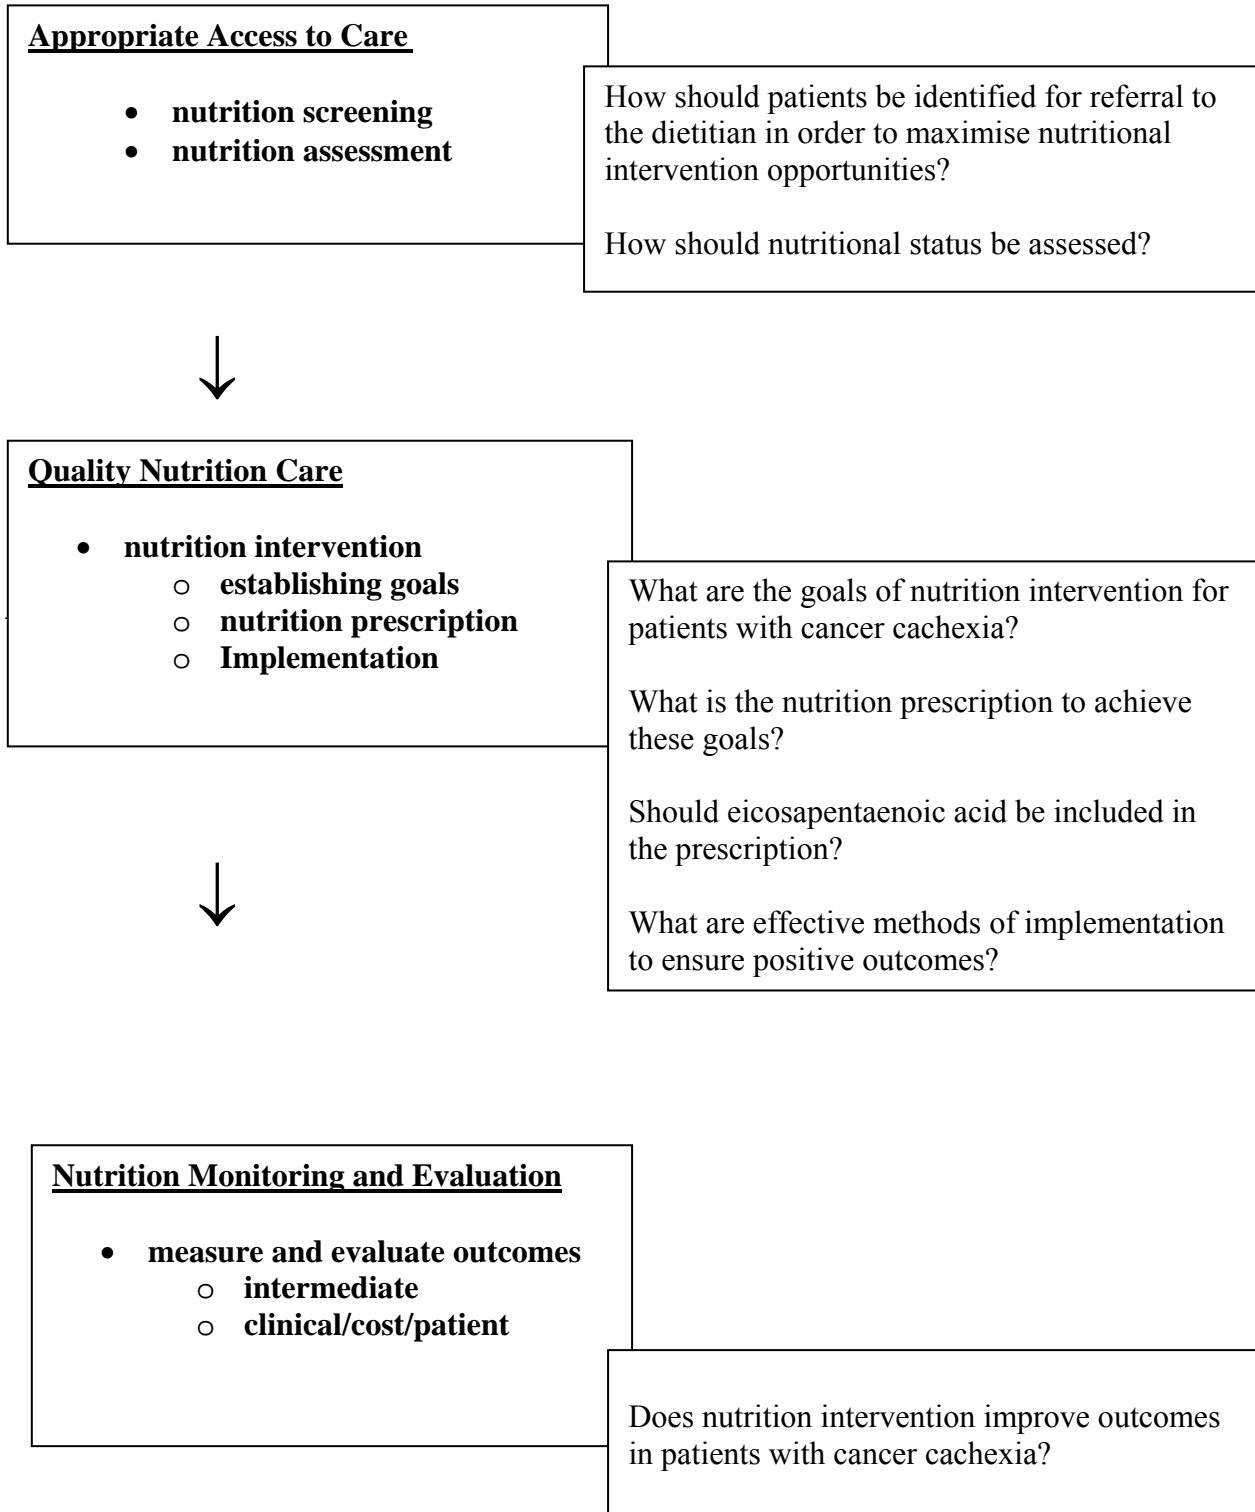 Appropriate Access to Care
• nutrition screening
• nutrition assessment
How should patients be identified for referral to
the dietitian in order to maximise nutritional
intervention opportunities?
How should nutritional status be assessed?
↓
Quality Nutrition Care
• nutrition intervention
o establishing goals
o nutrition prescription
o Implementation
What are the goals of nutrition intervention for
patients with cancer cachexia?
What is the nutrition prescription to achieve
these goals?
Should eicosapentaenoic acid be included in
the prescription?
What are effective methods of implementation
to ensure positive outcomes?
↓
Nutrition Monitoring and Evaluation
• measure and evaluate outcomes
o intermediate
o clinical/cost/patient
Does nutrition intervention improve outcomes
in patients with cancer cachexia?